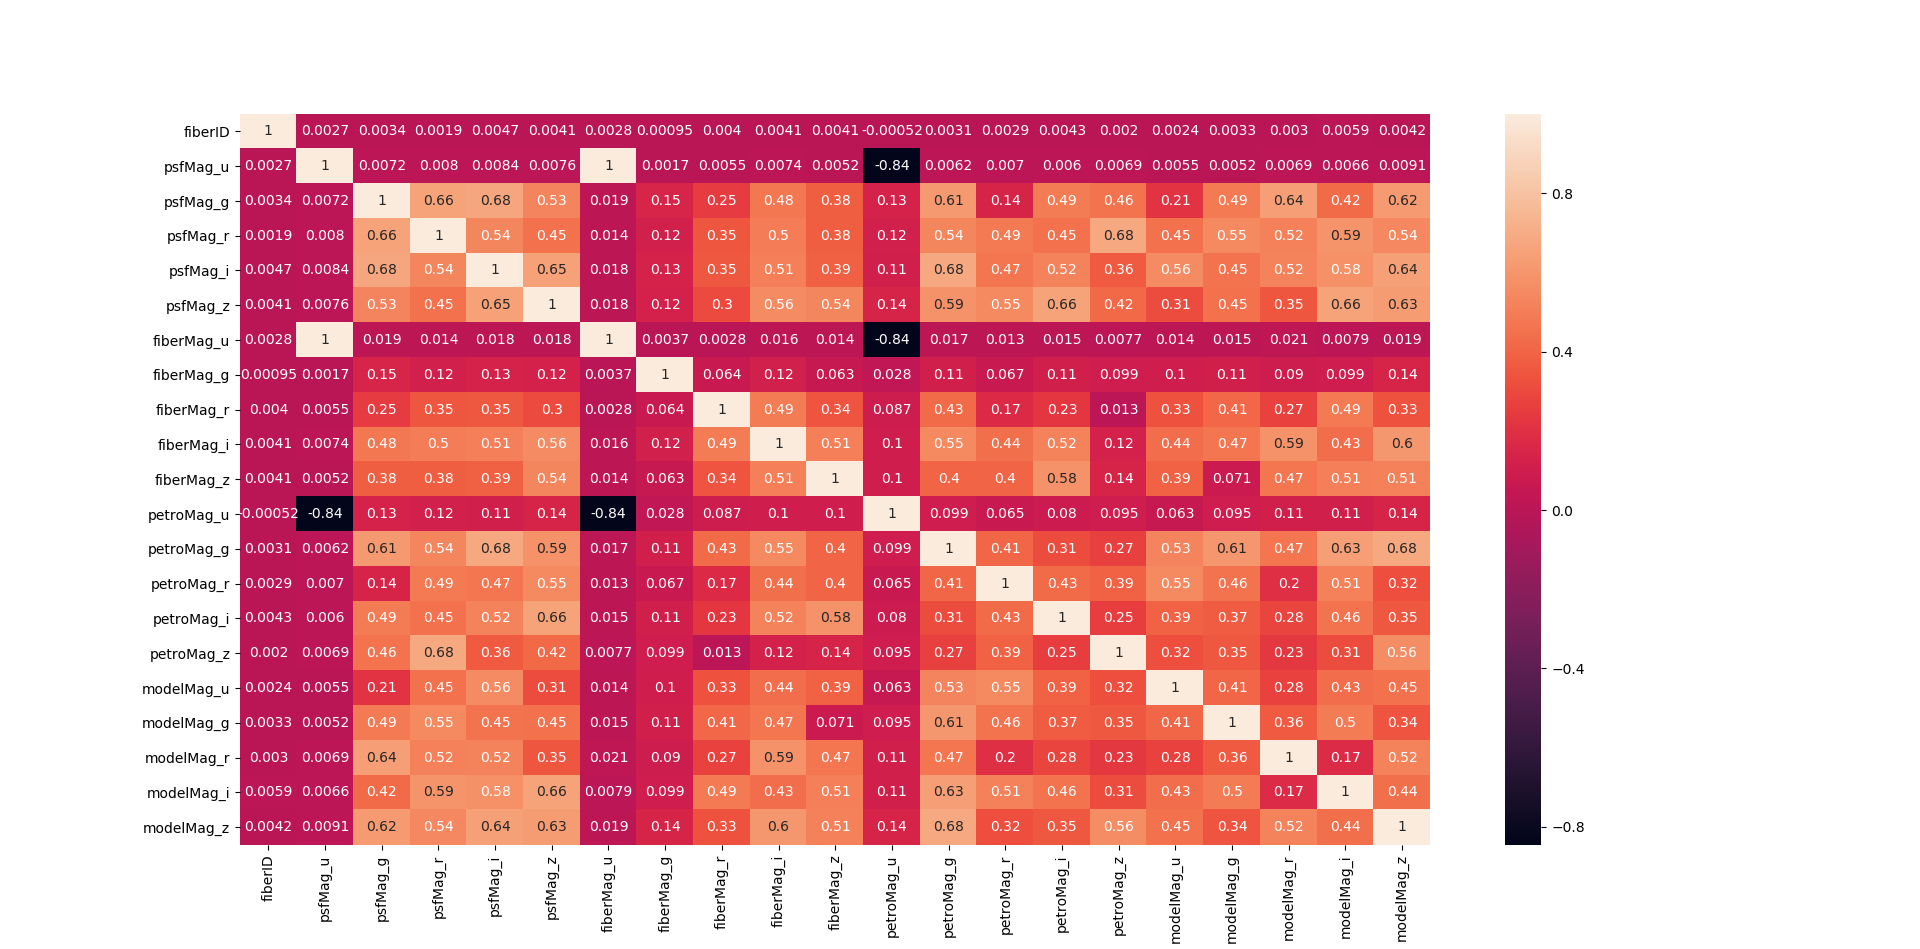 fiberID 1 0.0027 0.0034 0.0019 0.0047 0.0041 0.0028 0.00095 0.004 0.0041 0.0041 -0.00052 0.0031 0.0029 0.0043 0.002 0.0024 0.0033 0.003 0.0059 0.0042
psfMag_u 0.0027 1 0.0072 0.008 0.0084 0.0076 1 0.0017 0.0055 0.0074 0.0052 -0.84 0.0062 0.007 0.006 0.0069 0.0055 0.0052 0.0069 0.0066 0.0091
psfMag_g 0.0034 0.0072 1 0.66 0.68 0.53 0.019 0.15 0.25 0.48 0.38 0.13 0.61 0.14 0.49 0.46 0.21 0.49 0.64 0.42 0.62
0.8
psfMag_r 0.0019 0.008 0.66 1 0.54 0.45 0.014 0.12 0.35 0.5 0.38 0.12 0.54 0.49 0.45 0.68 0.45 0.55 0.52 0.59 0.54
psfMag_i 0.0047 0.0084 0.68 0.54 1 0.65 0.018 0.13 0.35 0.51 0.39 0.11 0.68 0.47 0.52 0.36 0.56 0.45 0.52 0.58 0.64
psfMag_z 0.0041 0.0076 0.53 0.45 0.65 1 0.018 0.12 0.3 0.56 0.54 0.14 0.59 0.55 0.66 0.42 0.31 0.45 0.35 0.66 0.63
fiberMag_u 0.0028 1 0.019 0.014 0.018 0.018 1 0.0037 0.0028 0.016 0.014 -0.84 0.017 0.013 0.015 0.0077 0.014 0.015 0.021 0.0079 0.019
0.4
fiberMag_g 0.00095 0.0017 0.15 0.12 0.13 0.12 0.0037 1 0.064 0.12 0.063 0.028 0.11 0.067 0.11 0.099 0.1 0.11 0.09 0.099 0.14
fiberMag_r 0.004 0.0055 0.25 0.35 0.35 0.3 0.0028 0.064 1 0.49 0.34 0.087 0.43 0.17 0.23 0.013 0.33 0.41 0.27 0.49 0.33
fiberMag_i 0.0041 0.0074 0.48 0.5 0.51 0.56 0.016 0.12 0.49 1 0.51 0.1 0.55 0.44 0.52 0.12 0.44 0.47 0.59 0.43 0.6
fiberMag_z 0.0041 0.0052 0.38 0.38 0.39 0.54 0.014 0.063 0.34 0.51 1 0.1 0.4 0.4 0.58 0.14 0.39 0.071 0.47 0.51 0.51
petroMag_u -0.00052 -0.84 0.13 0.12 0.11 0.14 -0.84 0.028 0.087 0.1 0.1 1 0.099 0.065 0.08 0.095 0.063 0.095 0.11 0.11 0.14
0.0
petroMag_g 0.0031 0.0062 0.61 0.54 0.68 0.59 0.017 0.11 0.43 0.55 0.4 0.099 1 0.41 0.31 0.27 0.53 0.61 0.47 0.63 0.68
petroMag_r 0.0029 0.007 0.14 0.49 0.47 0.55 0.013 0.067 0.17 0.44 0.4 0.065 0.41 1 0.43 0.39 0.55 0.46 0.2 0.51 0.32
petroMag_i 0.0043 0.006 0.49 0.45 0.52 0.66 0.015 0.11 0.23 0.52 0.58 0.08 0.31 0.43 1 0.25 0.39 0.37 0.28 0.46 0.35
petroMag_z 0.002 0.0069 0.46 0.68 0.36 0.42 0.0077 0.099 0.013 0.12 0.14 0.095 0.27 0.39 0.25 1 0.32 0.35 0.23 0.31 0.56
−0.4
modelMag_u 0.0024 0.0055 0.21 0.45 0.56 0.31 0.014 0.1 0.33 0.44 0.39 0.063 0.53 0.55 0.39 0.32 1 0.41 0.28 0.43 0.45
modelMag_g 0.0033 0.0052 0.49 0.55 0.45 0.45 0.015 0.11 0.41 0.47 0.071 0.095 0.61 0.46 0.37 0.35 0.41 1 0.36 0.5 0.34
modelMag_r 0.003 0.0069 0.64 0.52 0.52 0.35 0.021 0.09 0.27 0.59 0.47 0.11 0.47 0.2 0.28 0.23 0.28 0.36 1 0.17 0.52
modelMag_i 0.0059 0.0066 0.42 0.59 0.58 0.66 0.0079 0.099 0.49 0.43 0.51 0.11 0.63 0.51 0.46 0.31 0.43 0.5 0.17 1 0.44
modelMag_z 0.0042 0.0091 0.62 0.54 0.64 0.63 0.019 0.14 0.33 0.6 0.51 0.14 0.68 0.32 0.35 0.56 0.45 0.34 0.52 0.44 1
−0.8
fiberID psfMag_u psfMag_g psfMag_r psfMag_i psfMag_z fiberMag_u fiberMag_g fiberMag_r fiberMag_i fiberMag_z petroMag_u petroMag_g petroMag_r petroMag_i petroMag_z modelMag_u modelMag_g modelMag_r modelMag_i modelMag_z